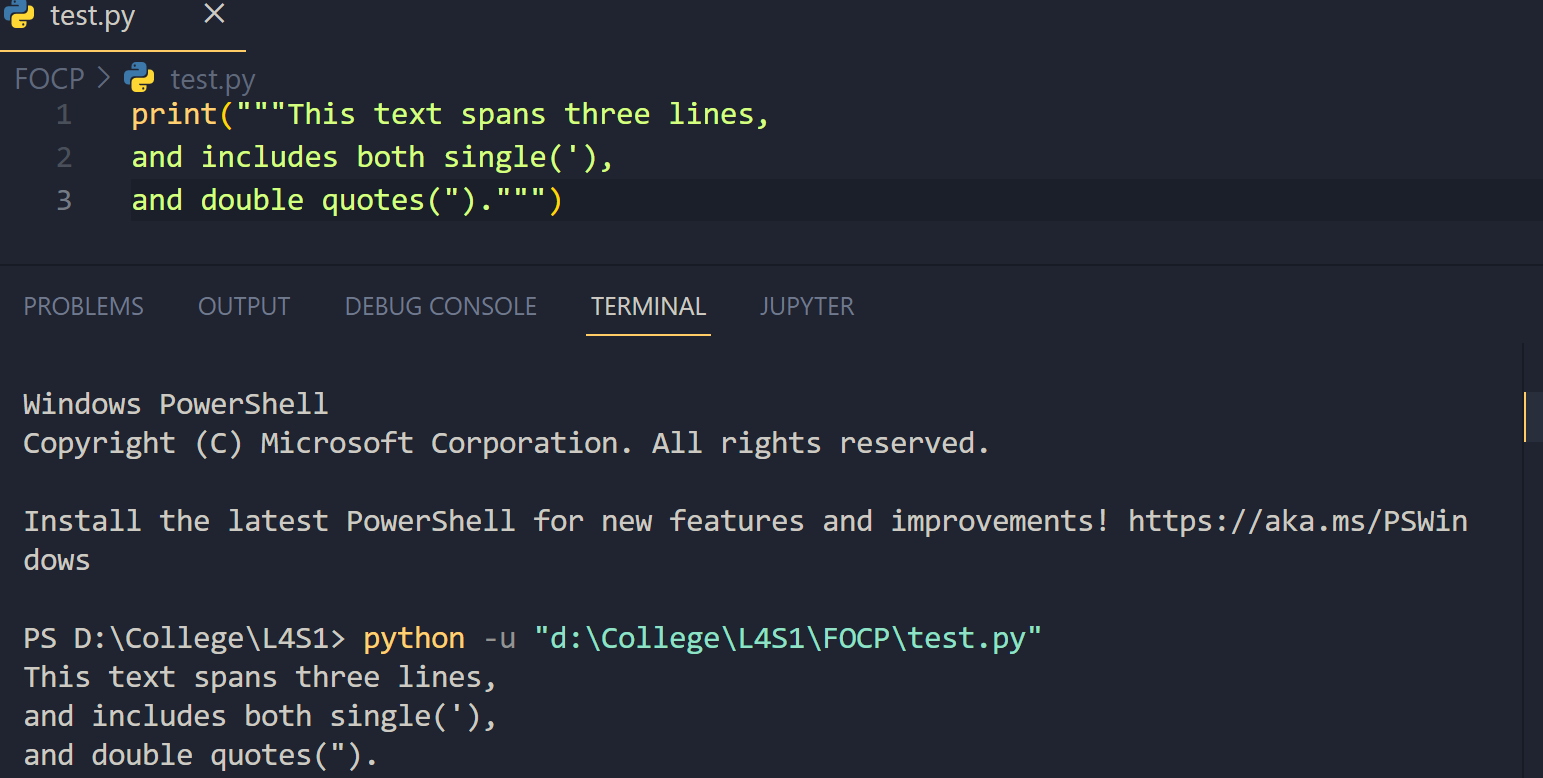 test.py
FOCP > test.py
1 print("""This text spans three lines,
2 and includes both single('),
3 and double quotes(").""")
PROBLEMS OUTPUT DEBUG CONSOLE TERMINAL JUPYTER
Windows PowerShell
Copyright (C) Microsoft Corporation. All rights reserved.
Install the latest PowerShell for new features and improvements! https://aka.ms/PSWin
dows
PS D:\College\L4S1> python -u "d:\College\L4S1\FOCP\test.py"
This text spans three lines,
and includes both single('),
and double quotes(").